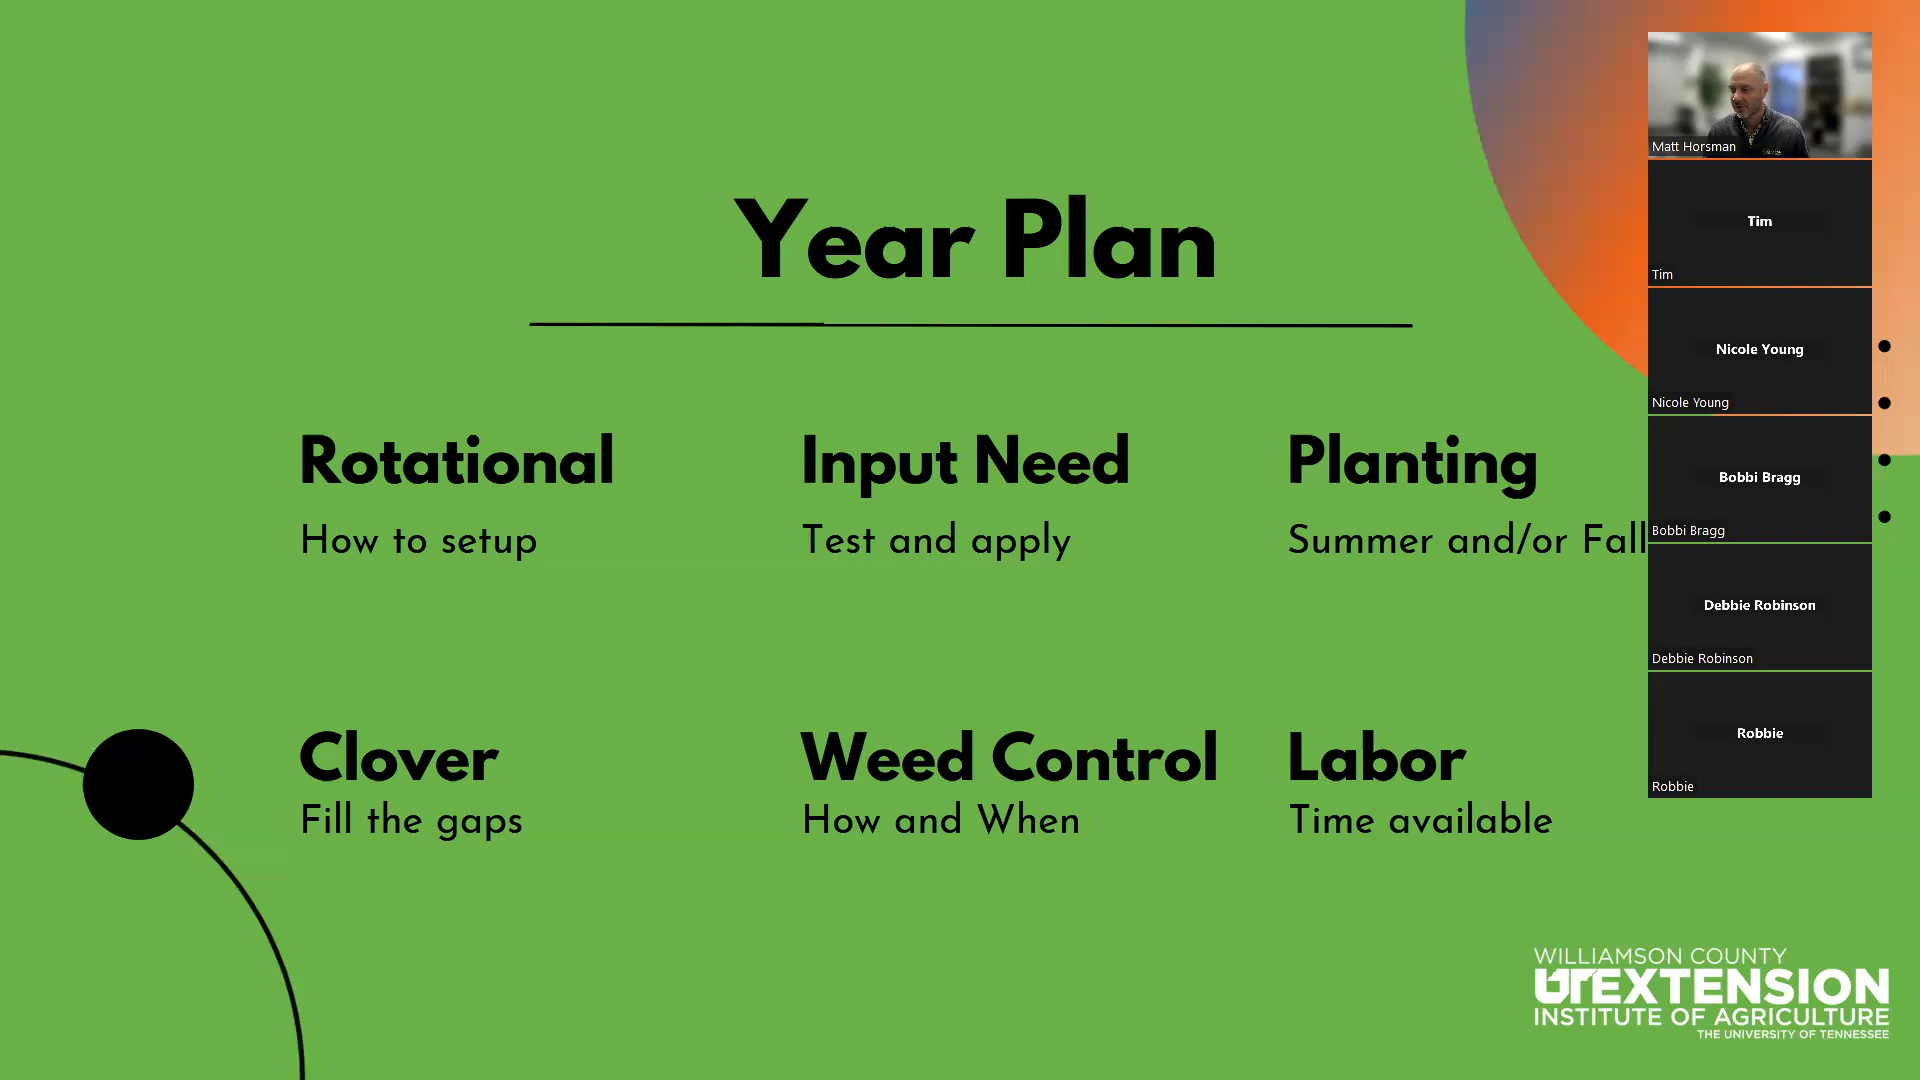 Year Plan
Rotational
How to setup
Input Need
Test and apply
Planting
Summer and/or Fall
Clover
Fill the gaps
Weed Control
How and When
Labor
Time available
Matt Horsman
Tim
Tim
Nicole Young
Nicole Young
Bobbi Bragg
Bobbi Bragg
Debbie Robinson
Debbie Robinson
Robbie
Robbie
WILLIAMSON COUNTY
UTEXTENSION
INSTITUTE OF AGRICULTURE
THE UNIVERSITY OF TENNESSEE